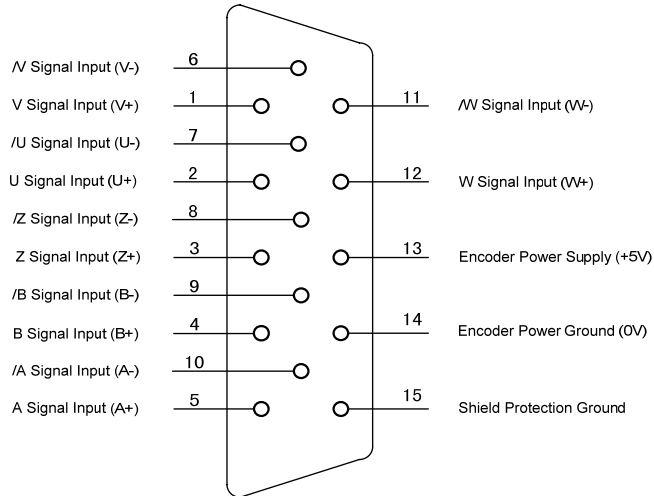 /V Signal Input (V-) 6
V Signal Input (V+) 1 11 /W Signal Input (W-)
/U Signal Input (U-) 7
U Signal Input (U+) 2 12 W Signal Input (W+)
/Z Signal Input (Z-) 8
Z Signal Input (Z+) 3 13 Encoder Power Supply (+5V)
/B Signal Input (B-) 9
B Signal Input (B+) 4 14 Encoder Power Ground (0V)
/A Signal Input (A-) 10
A Signal Input (A+) 5 15 Shield Protection Ground